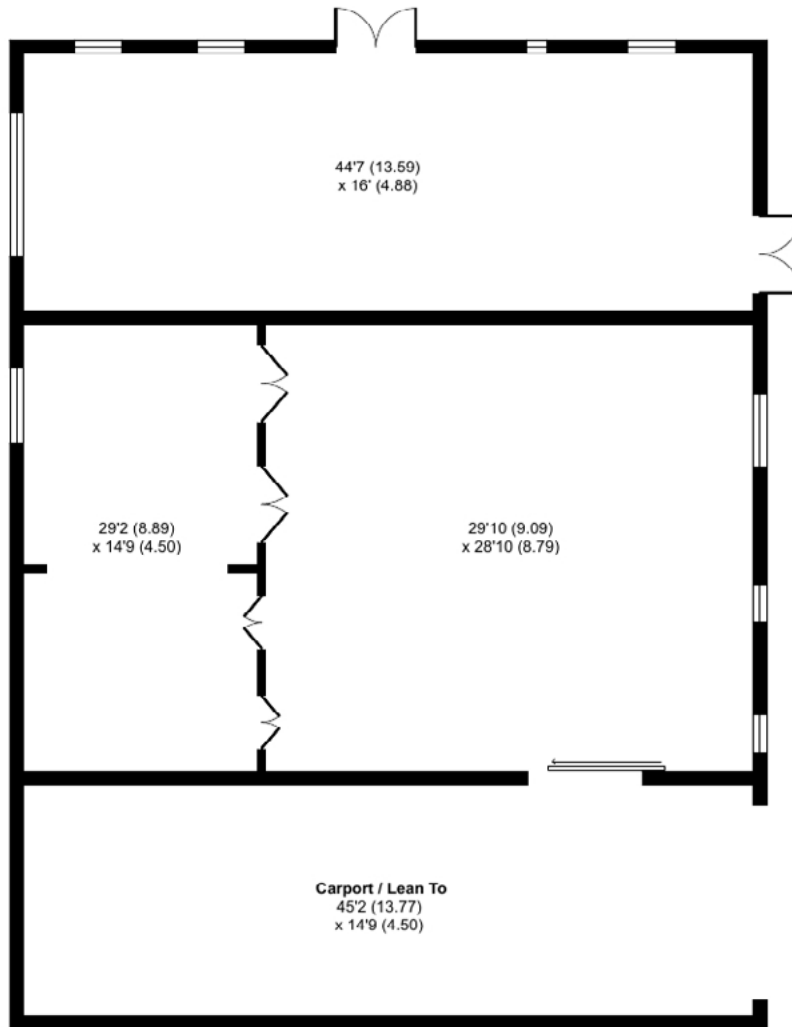 44'7 (13.59)
x 16' (4.88)
29'2 (8.89)
x 14'9 (4.50)
29'10 (9.09)
x 28'10 (8.79)
Carport / Lean To
45'2 (13.77)
x 14'9 (4.50)